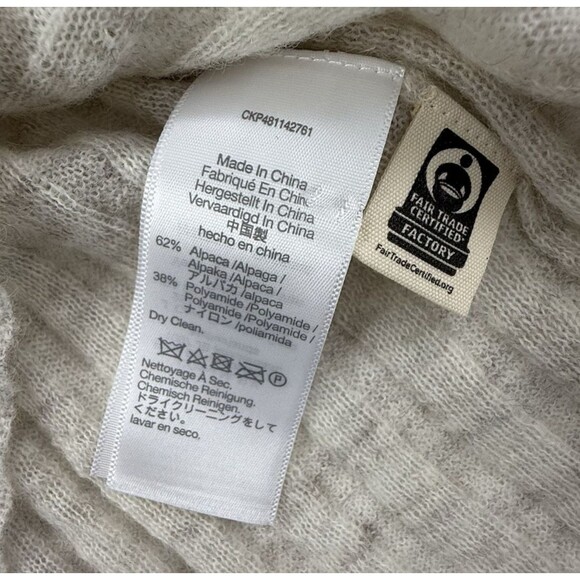 CKP481142761
Made In China
Fabriqué En Chine
Hergestellt In China
Vervaardigd In China
中国製
hecho en china
62% Alpaca /Alpaga /
Alpaka /Alpaca /
アルパカ /alpaca
38% Polyamide /Polyamide /
Polyamide /Polyamide /
ナイロン /poliamida
Dry Clean.
P
Nettoyage À Sec.
Chemische Reinigung.
Chemisch Reinigen.
ドライクリーニングをして
ください。
lavar en seco.
FAIR TRADE
CERTIFIED
FACTORY
FairTradeCertified.org